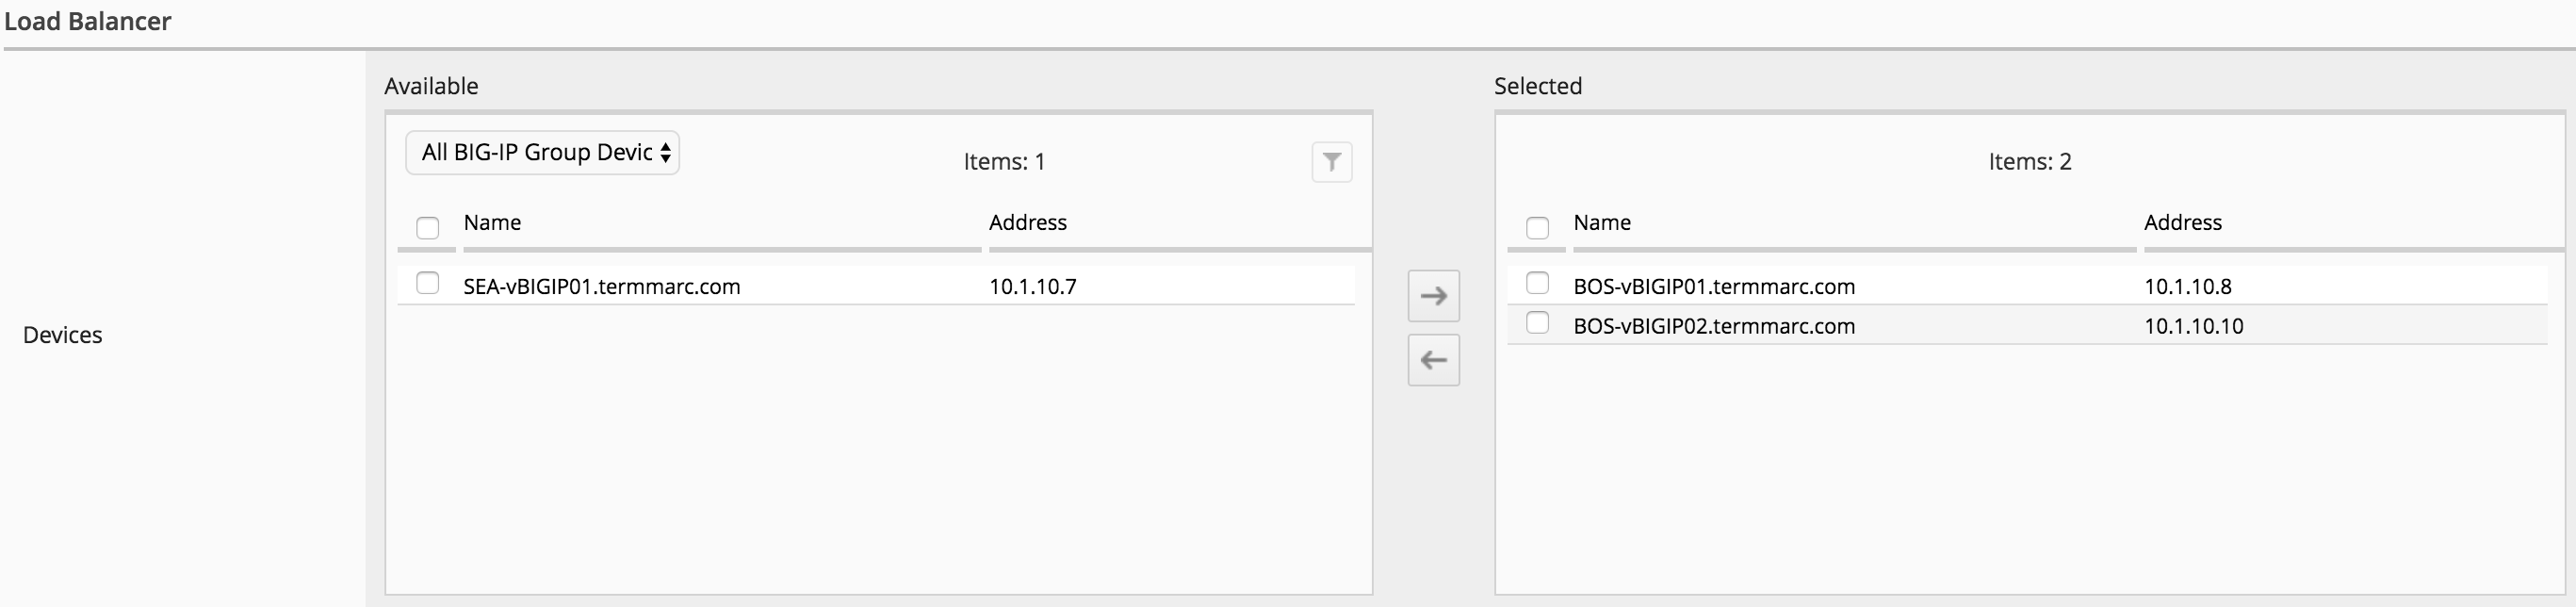 Load Balancer
Available
Selected
All BIG-IP Group Devic
Items: 1
Items: 2
Name Address
Name Address
SEA-vBIGIP01.termmarc.com 10.1.10.7
BOS-vBIGIP01.termmarc.com 10.1.10.8
BOS-vBIGIP02.termmarc.com 10.1.10.10
Devices